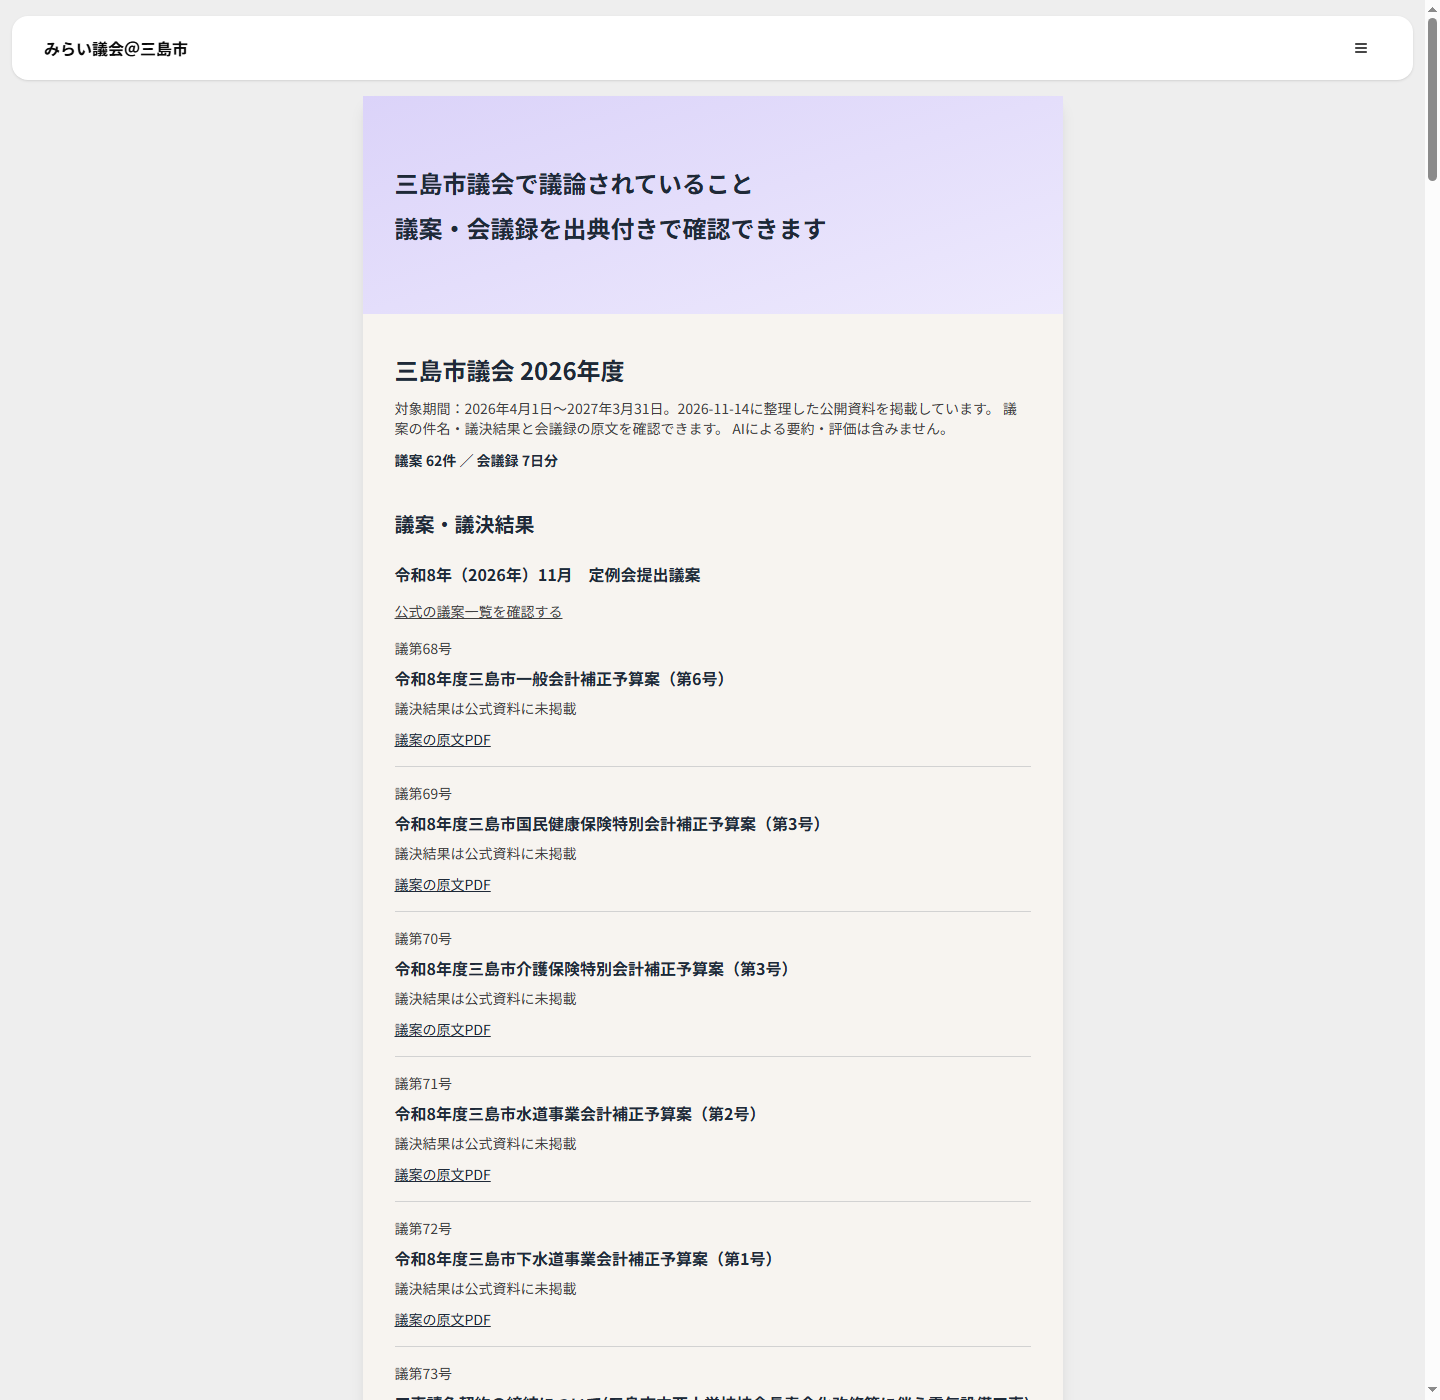 みらい議会＠三島市
三島市議会で議論されていること
議案・会議録を出典付きで確認できます
三島市議会 2026年度
対象期間：2026年4月1日〜2027年3月31日。2026-11-14に整理した公開資料を掲載しています。 議
案の件名・議決結果と会議録の原文を確認できます。 AIによる要約・評価は含みません。
議案 62件 ／ 会議録 7日分
議案・議決結果
令和8年（2026年）11月　定例会提出議案
公式の議案一覧を確認する
議第68号
令和8年度三島市一般会計補正予算案（第6号）
議決結果は公式資料に未掲載
議案の原文PDF
議第69号
令和8年度三島市国民健康保険特別会計補正予算案（第3号）
議決結果は公式資料に未掲載
議案の原文PDF
議第70号
令和8年度三島市介護保険特別会計補正予算案（第3号）
議決結果は公式資料に未掲載
議案の原文PDF
議第71号
令和8年度三島市水道事業会計補正予算案（第2号）
議決結果は公式資料に未掲載
議案の原文PDF
議第72号
令和8年度三島市下水道事業会計補正予算案（第1号）
議決結果は公式資料に未掲載
議案の原文PDF
議第73号